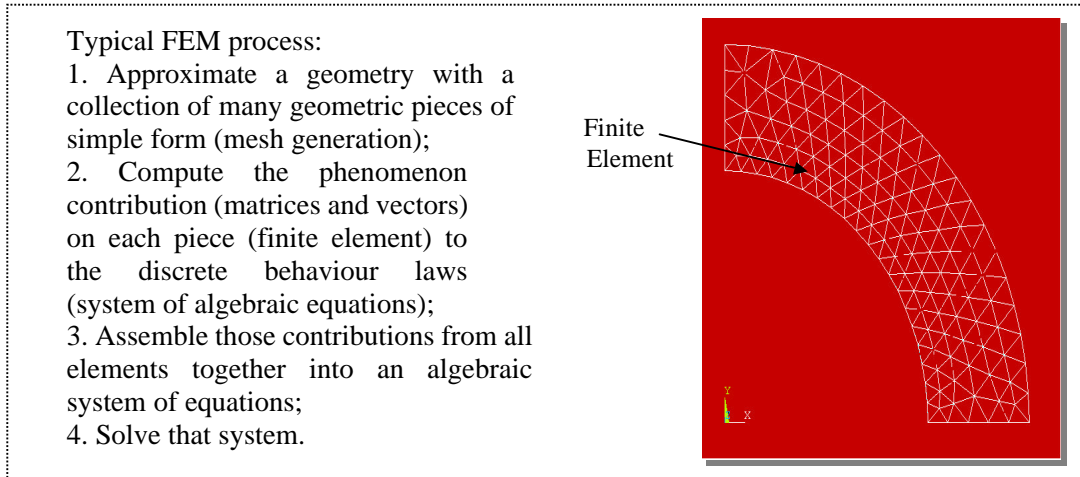 Typical FEM process:
1. Approximate a geometry with a
collection of many geometric pieces of
simple form (mesh generation);
2. Compute the phenomenon
contribution (matrices and vectors)
on each piece (finite element) to
the discrete behaviour laws
(system of algebraic equations);
3. Assemble those contributions from all
elements together into an algebraic
system of equations;
4. Solve that system.
Finite
Element
Y
X